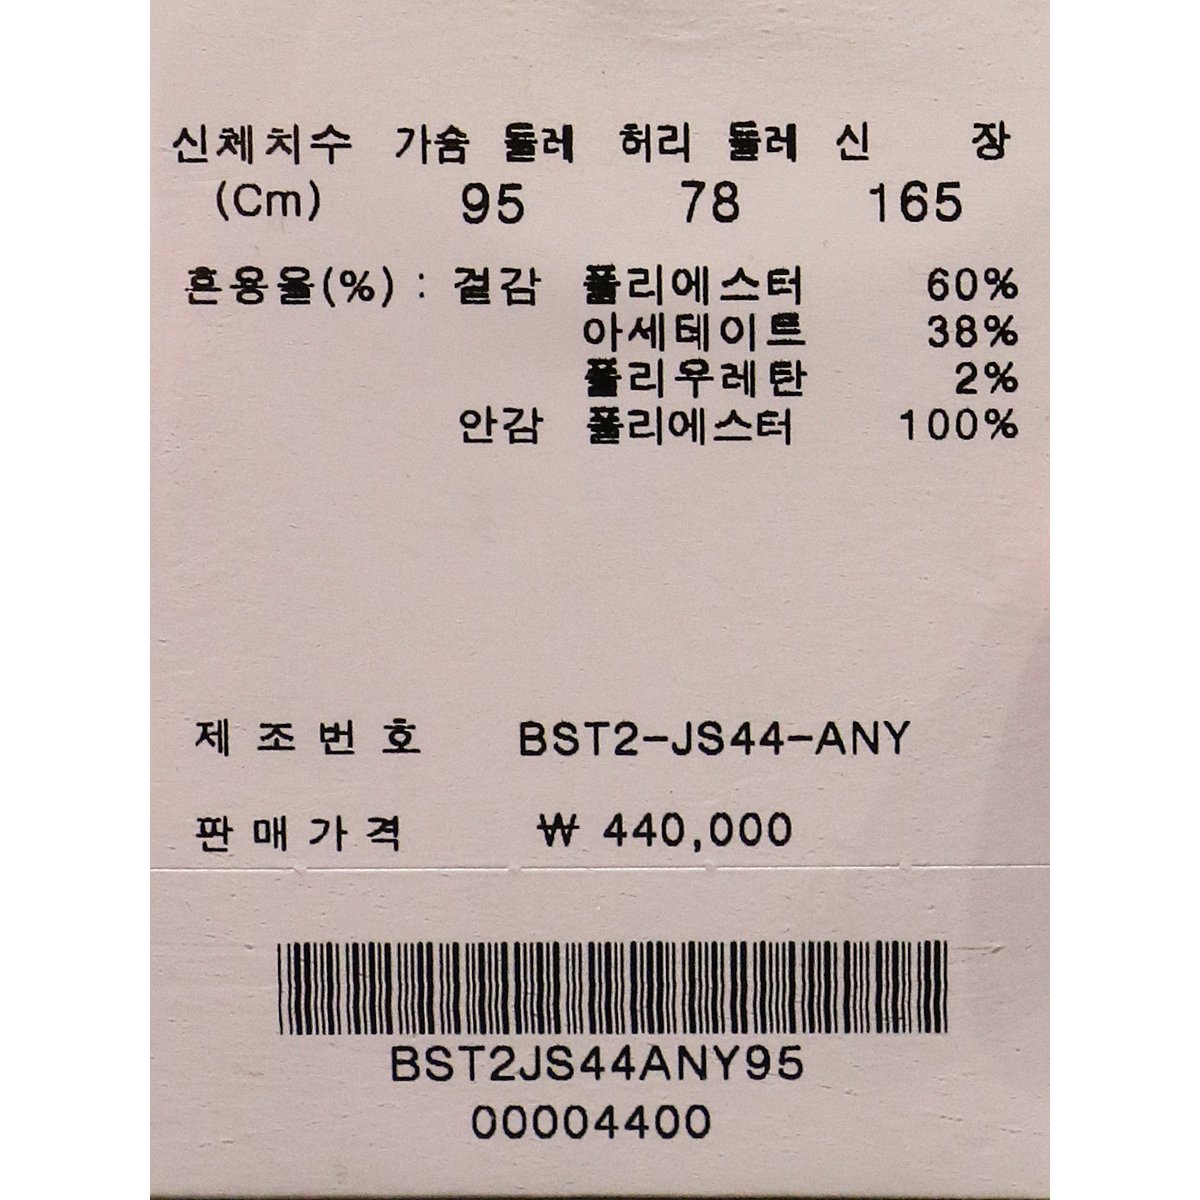 신체치수 가슴 둘레 허리 둘레 신 장
(Cm) 95 78 165
혼용율(%) : 겉감 폴리에스터 60%
아세테이트 38%
폴리우레탄 2%
안감 폴리에스터 100%
제 조 번 호 BST2-JS44-ANY
판 매 가 격 ₩ 440,000
BST2JS44ANY95
00004400